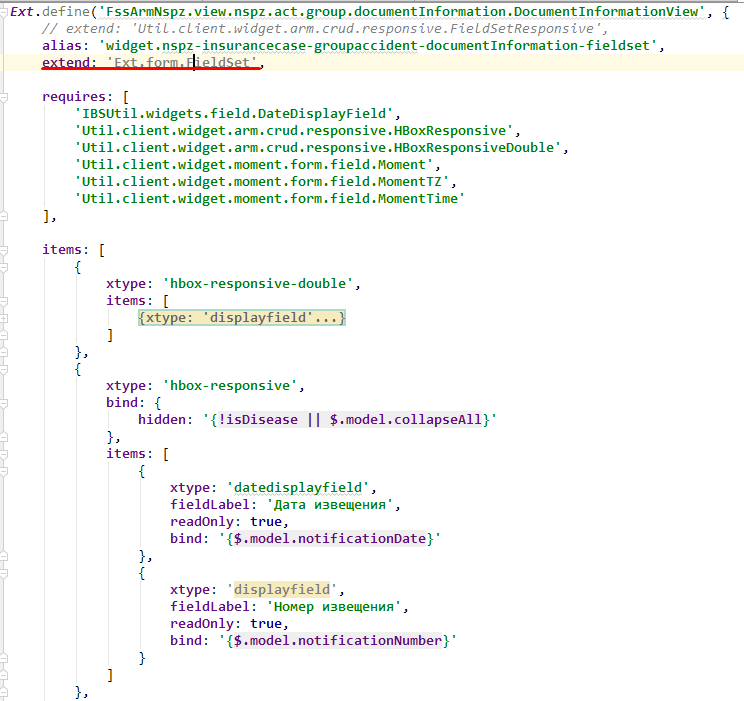 Ext.define('FssArmNspz.view.nspz.act.group.documentInformation.DocumentInformationView', {
    // extend: 'Util.client.widget.arm.crud.responsive.FieldSetResponsive',
    alias: 'widget.nspz-insurancecase-groupaccident-documentInformation-fieldset',
    extend: 'Ext.form.FieldSet',

    requires: [
        'IBSUtil.widgets.field.DateDisplayField',
        'Util.client.widget.arm.crud.responsive.HBoxResponsive',
        'Util.client.widget.arm.crud.responsive.HBoxResponsiveDouble',
        'Util.client.widget.moment.form.field.Moment',
        'Util.client.widget.moment.form.field.MomentTZ',
        'Util.client.widget.moment.form.field.MomentTime'
    ],

    items: [
        {
            xtype: 'hbox-responsive-double',
            items: [
                {xtype: 'displayfield'...}
            ]
        },
        {
            xtype: 'hbox-responsive',
            bind: {
                hidden: '{!isDisease || $.model.collapseAll}'
            },
            items: [
                {
                    xtype: 'datedisplayfield',
                    fieldLabel: 'Дата извещения',
                    readOnly: true,
                    bind: '{$.model.notificationDate}'
                },
                {
                    xtype: 'displayfield',
                    fieldLabel: 'Номер извещения',
                    readOnly: true,
                    bind: '{$.model.notificationNumber}'
                }
            ]
        },